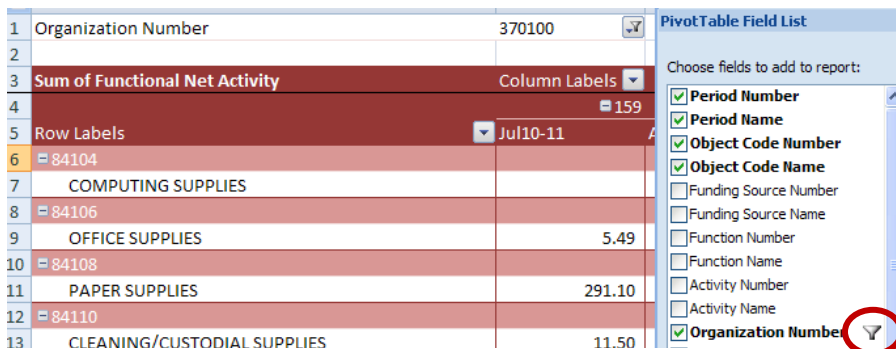 1 Organization Number 370100
2
3 Sum of Functional Net Activity Column Labels
4 159
5 Row Labels Jul10-11
6 84104
7 COMPUTING SUPPLIES
8 84106
9 OFFICE SUPPLIES 5.49
10 84108
11 PAPER SUPPLIES 291.10
12 84110
13 CLEANING/CUSTODIAL SUPPLIES 11.50
PivotTable Field List
Choose fields to add to report:
Period Number
Period Name
Object Code Number
Object Code Name
Funding Source Number
Funding Source Name
Function Number
Function Name
Activity Number
Activity Name
Organization Number